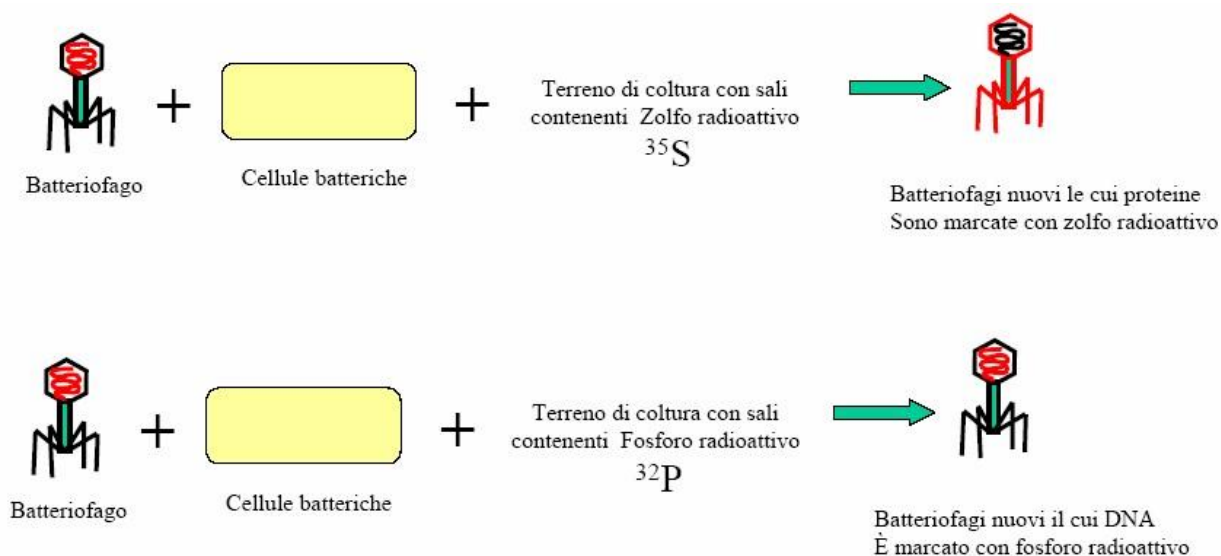 Terreno di coltura con sali
contenenti Zolfo radioattivo
35S
Batteriofago
Cellule batteriche
Batteriofagi nuovi le cui proteine
Sono marcate con zolfo radioattivo
Terreno di coltura con sali
contenenti Fosforo radioattivo
32P
Batteriofago
Cellule batteriche
Batteriofagi nuovi il cui DNA
È marcato con fosforo radioattivo